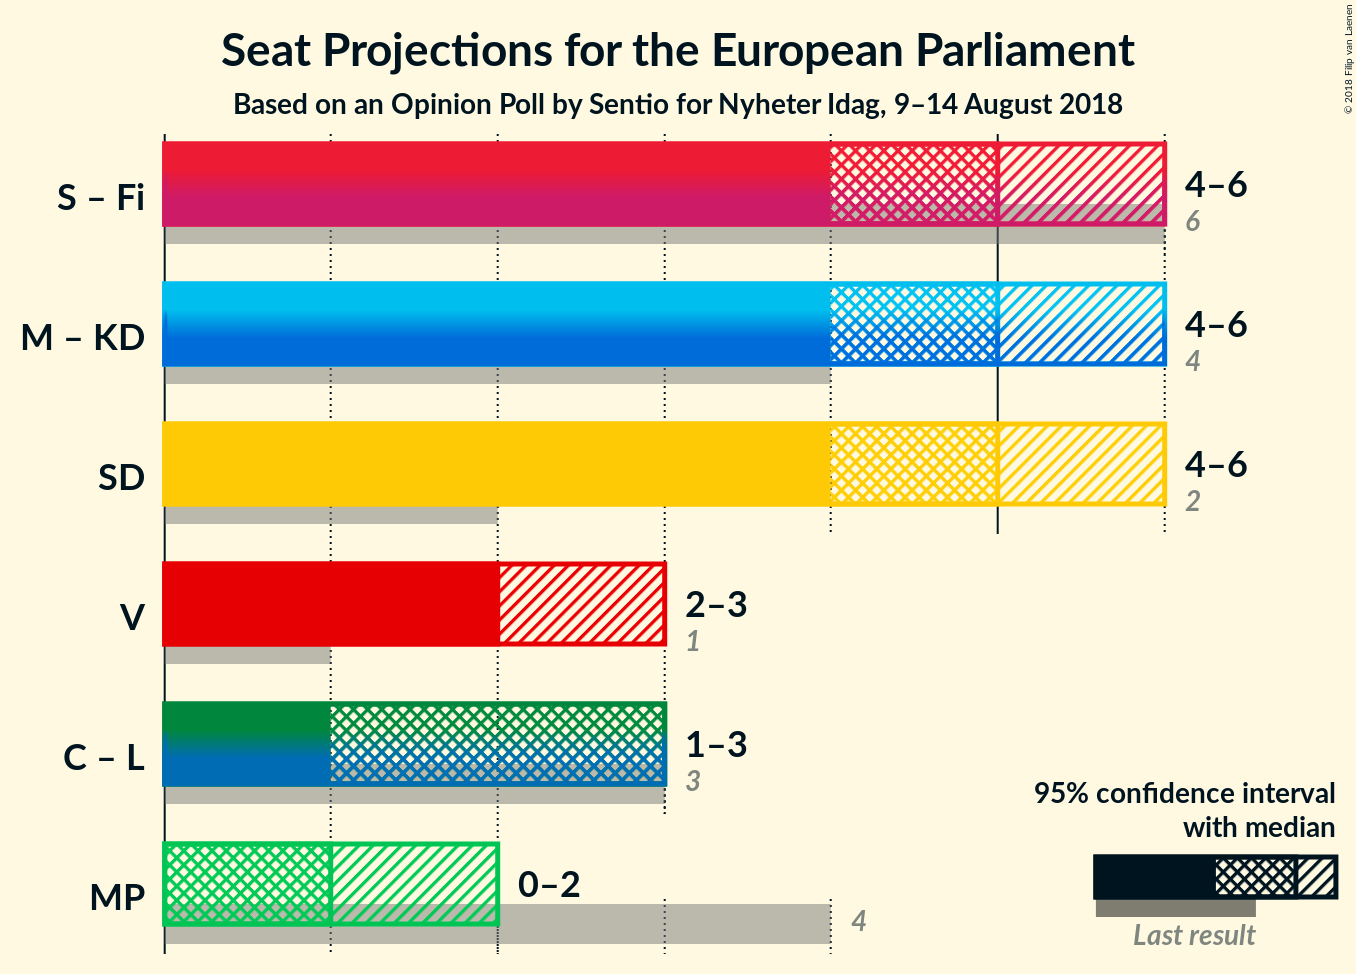 Seat Projections for the European Parliament
Based on an Opinion Poll by Sentio for Nyheter Idag, 9–14 August 2018
© 2018 Filip van Laenen
S – Fi
4–6
6
M – KD
4–6
4
SD
4–6
2
V
2–3
1
C – L
1–3
3
MP
0–2
4
95% confidence interval
with median
Last result